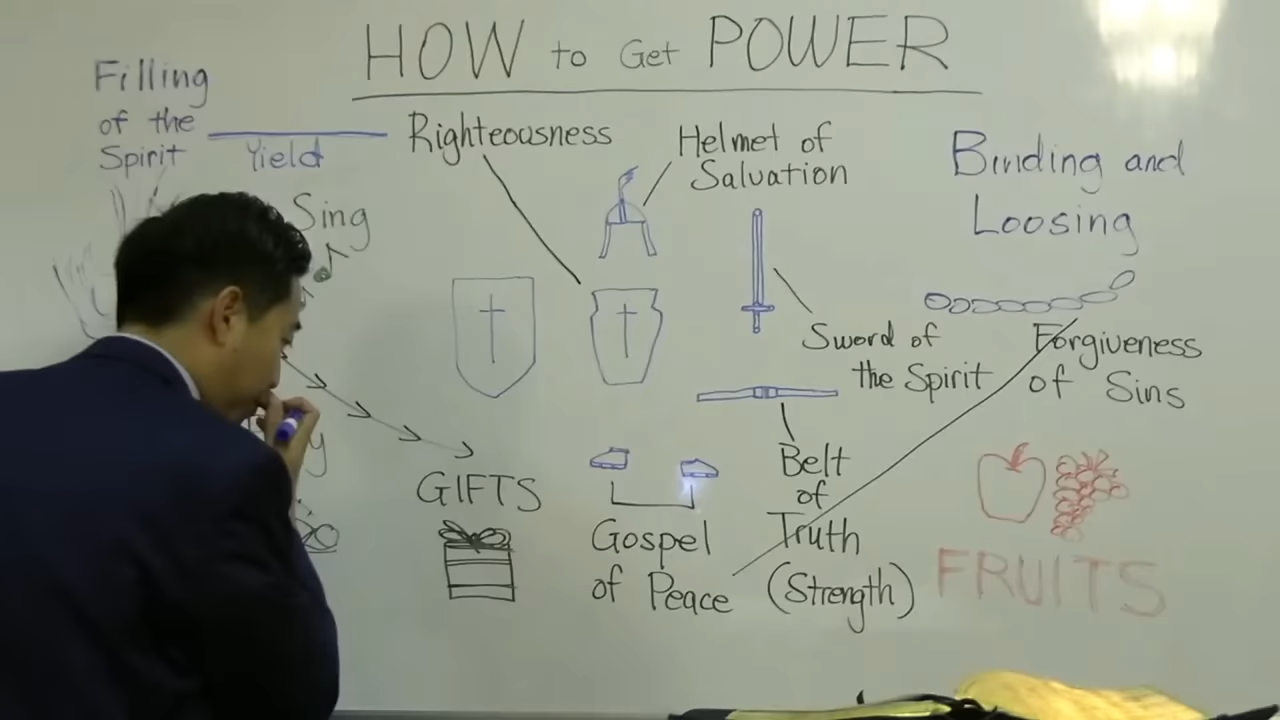 HOW to Get POWER
Filling
of the
Spirit
Yield
Sing
Righteousness
Helmet of
Salvation
Binding and
Loosing
Sword of
the Spirit
Forgiveness
of Sins
GIFTS
Gospel
of Peace
Belt
of
Truth
(Strength)
FRUITS